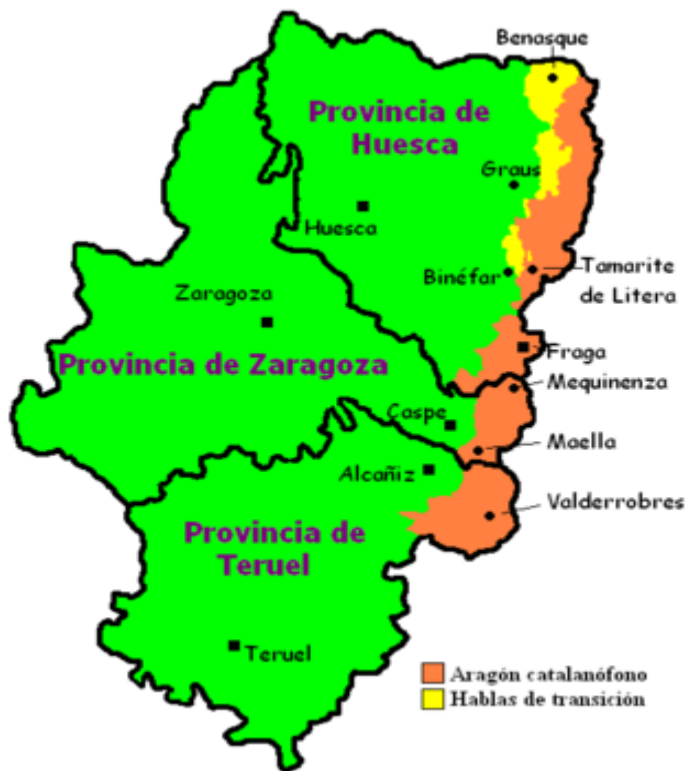 Benasque
Provincia de
Huesca
Graus
Huesca
Binéfar
Tamarite
de Litera
Zaragoza
Fraga
Provincia de Zaragoza
Mequinenza
Caspe
Maella
Alcañiz
Valderrobres
Provincia de
Teruel
Teruel
Aragón catalanófono
Hablas de transición